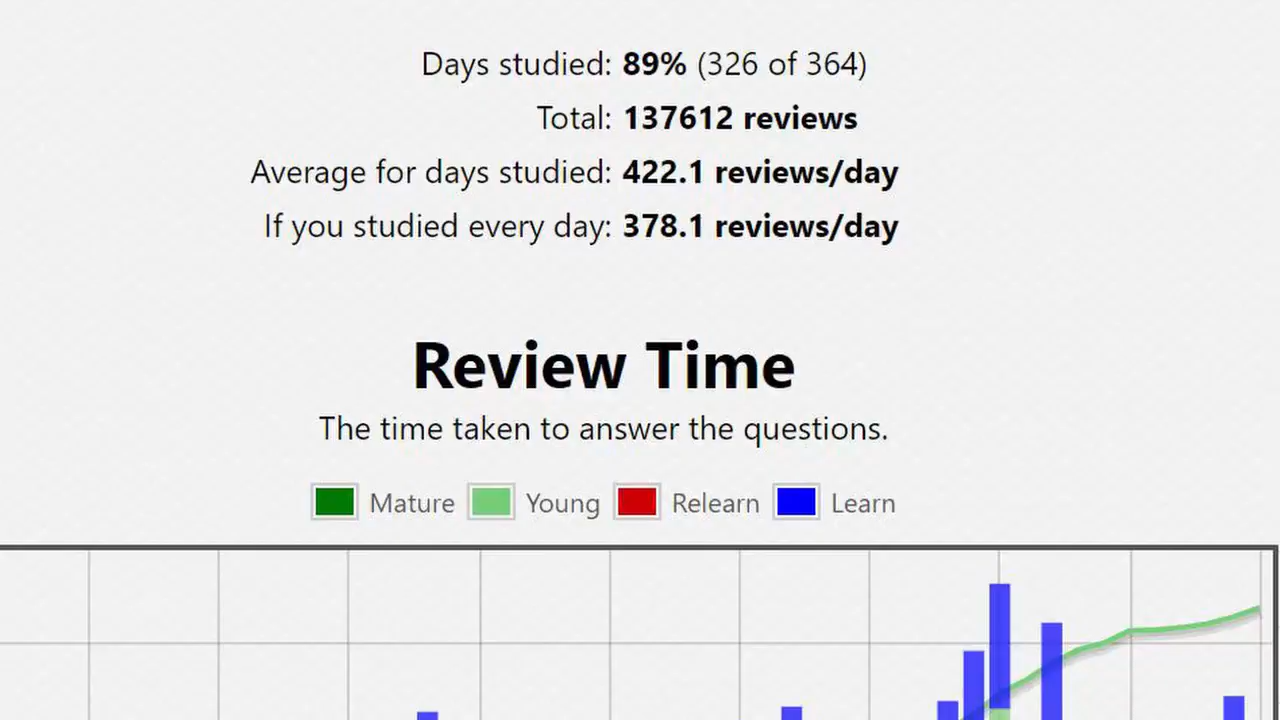 Days studied: 89% (326 of 364)
Total: 137612 reviews
Average for days studied: 422.1 reviews/day
If you studied every day: 378.1 reviews/day
Review Time
The time taken to answer the questions.
Mature Young Relearn Learn